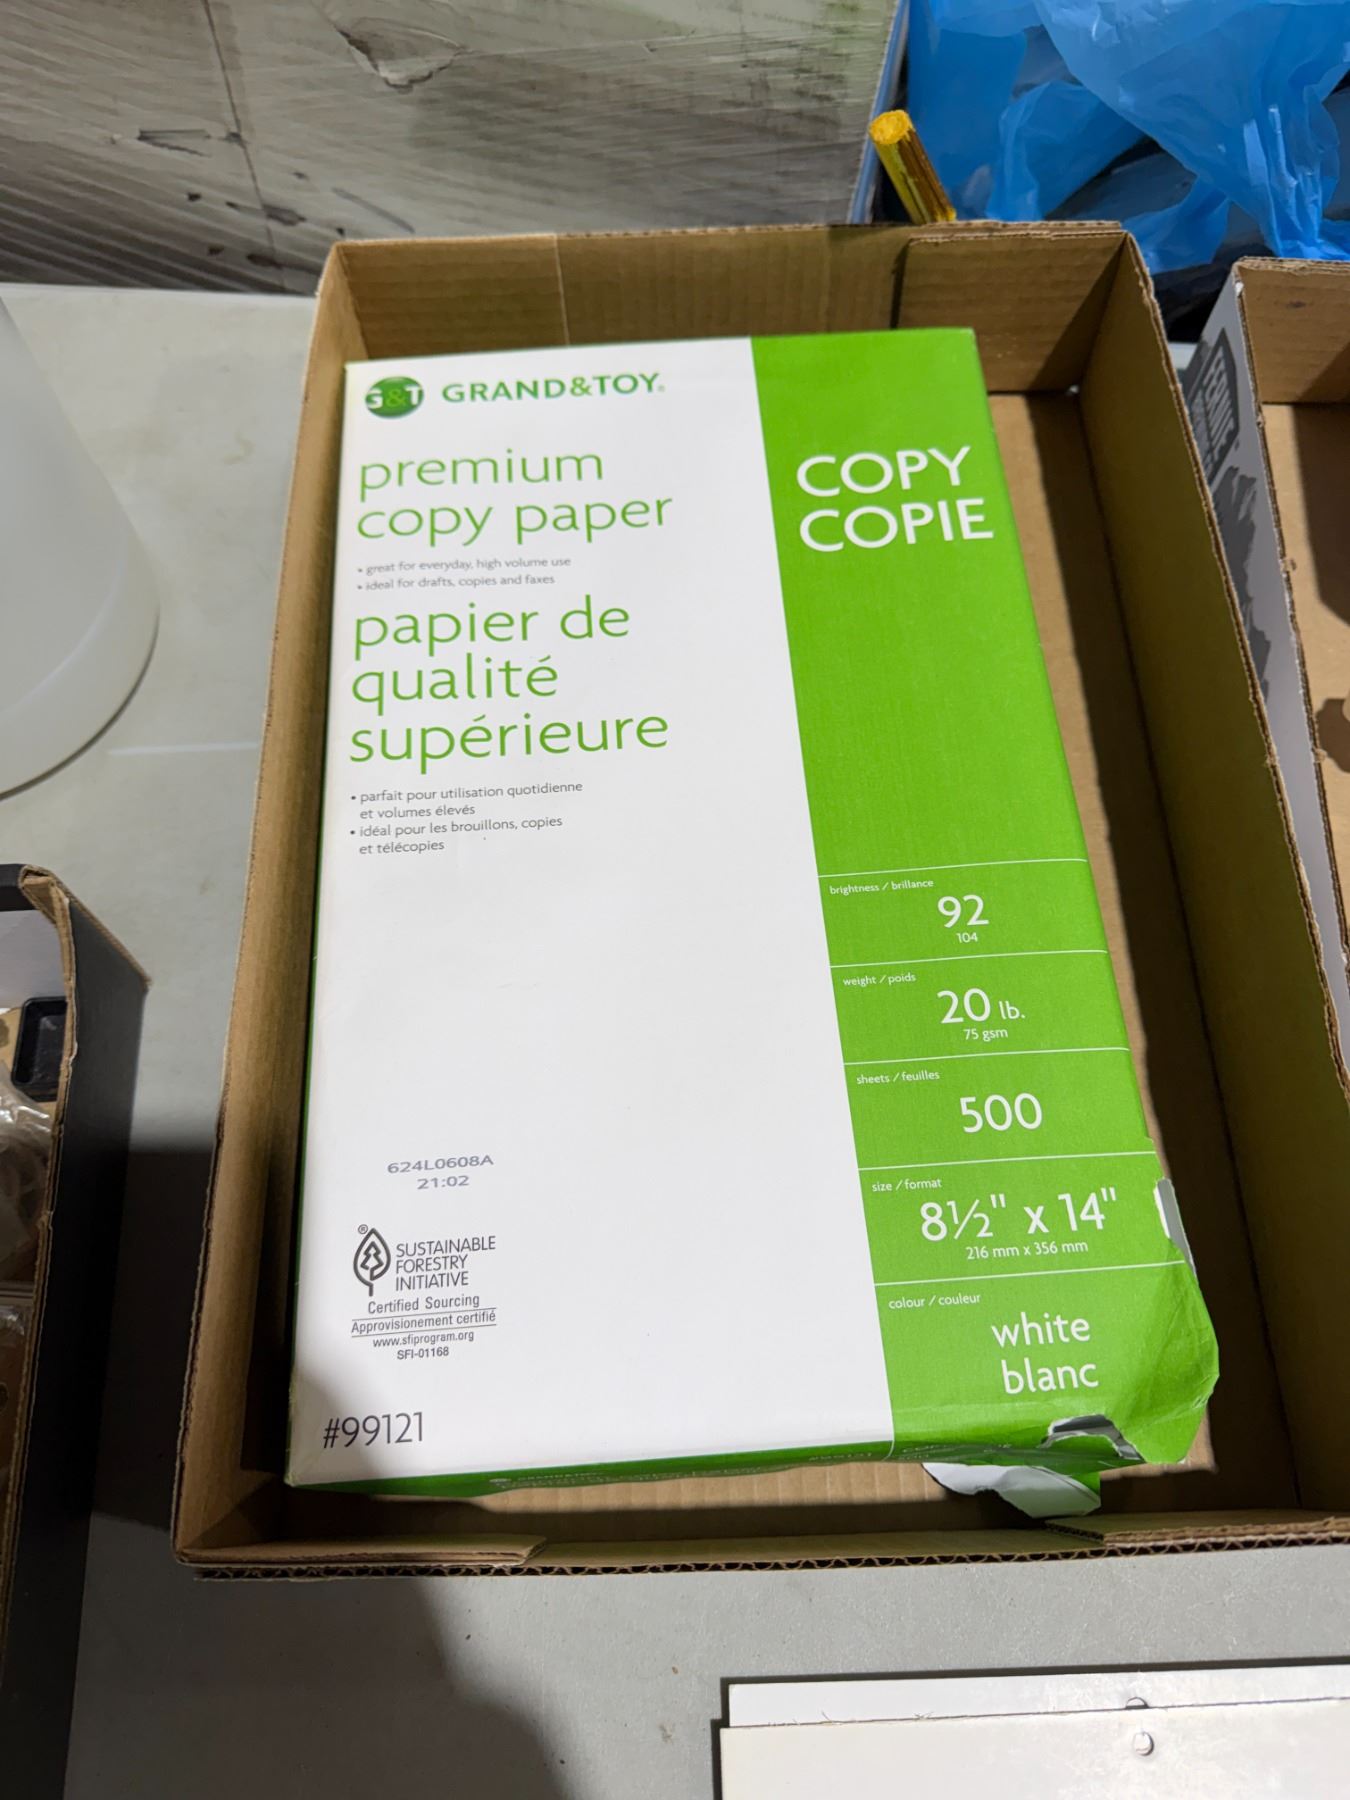 G&T GRAND&TOY®
premium
copy paper
• great for everyday, high volume use
• ideal for drafts, copies and faxes
papier de
qualité
supérieure
• parfait pour utilisation quotidienne
et volumes élevés
• idéal pour les brouillons, copies
et télécopies
COPY
COPIE
brightness / brillance
92
104
weight / poids
20 lb.
75 gsm
sheets / feuilles
500
size / format
8½" x 14"
216 mm x 356 mm
colour / couleur
white
blanc
624L0608A
21:02
®
SUSTAINABLE
FORESTRY
INITIATIVE
Certified Sourcing
Approvisionement certifié
www.sfiprogram.org
SFI-01168
#99121